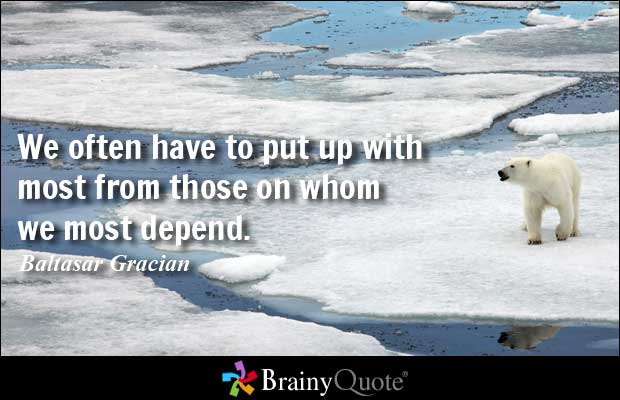 We often have to put up with
most from those on whom
we most depend.
Baltasar Gracian
BrainyQuote®